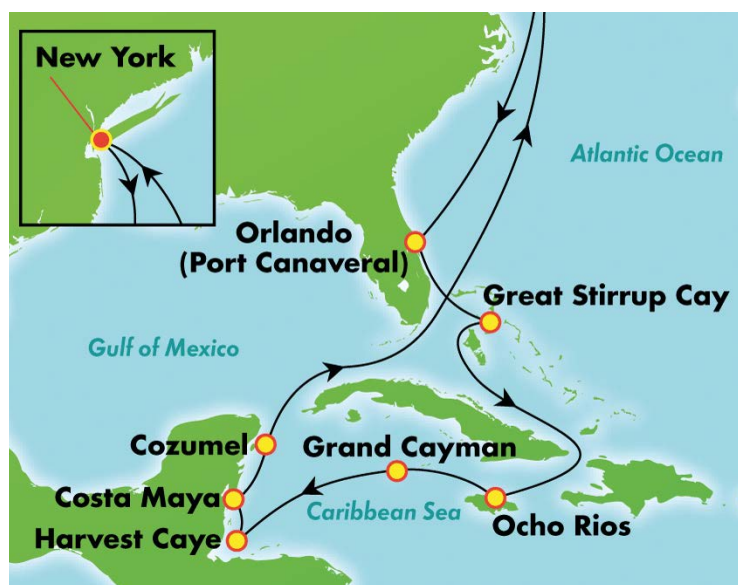 New York
Atlantic Ocean
Orlando
(Port Canaveral)
Great Stirrup Cay
Gulf of Mexico
Cozumel
Grand Cayman
Costa Maya
Caribbean Sea
Ocho Rios
Harvest Caye